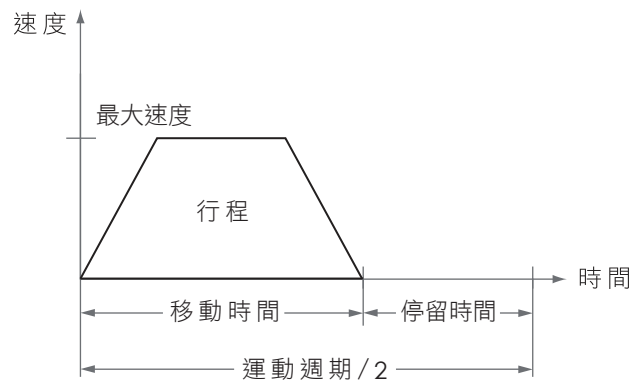 速度
最大速度
行程
時間
移動時間
停留時間
運動週期/2